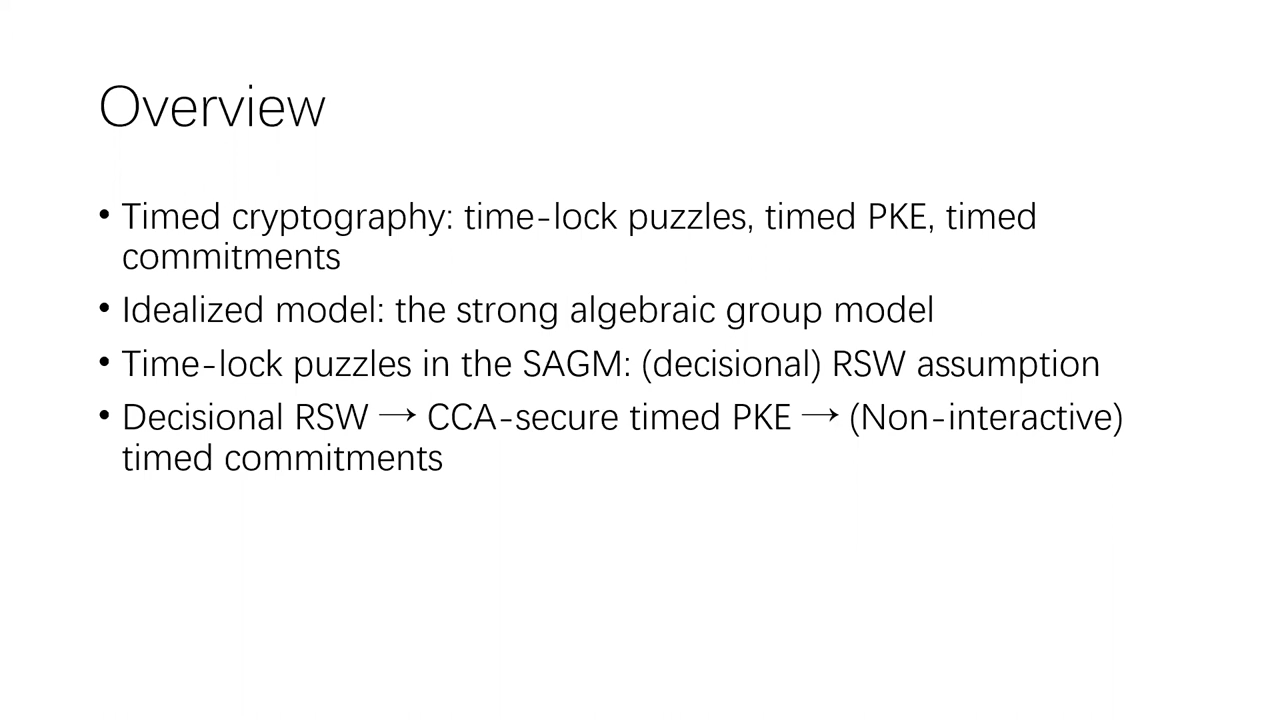 Overview
• Timed cryptography: time-lock puzzles, timed PKE, timed
commitments
• Idealized model: the strong algebraic group model
• Time-lock puzzles in the SAGM: (decisional) RSW assumption
• Decisional RSW → CCA-secure timed PKE → (Non-interactive)
timed commitments